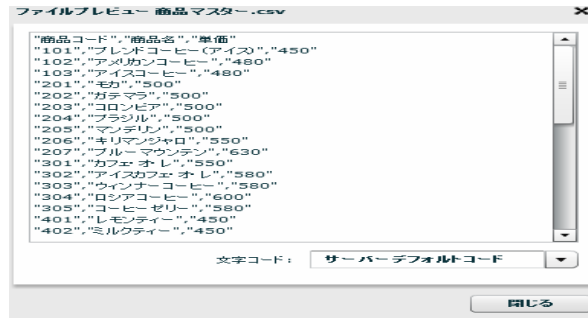 ファイルプレビュー 商品マスター.csv
"商品コード","商品名","単価"
"101","ブレンドコーヒー(アイス)","450"
"102","アメリカンコーヒー","480"
"103","アイスコーヒー","480"
"201","モカ","500"
"202","ガテマラ","500"
"203","コロンビア","500"
"204","ブラジル","500"
"205","マンデリン","500"
"206","キリマンジャロ","550"
"207","ブルーマウンテン","630"
"301","カフェ・オ・レ","550"
"302","アイスカフェ・オ・レ","580"
"303","ウィンナーコーヒー","580"
"304","ロシアコーヒー","600"
"305","コーヒーゼリー","580"
"401","レモンティー","450"
"402","ミルクティー","450"
文字コード: サーバーデフォルトコード
閉じる